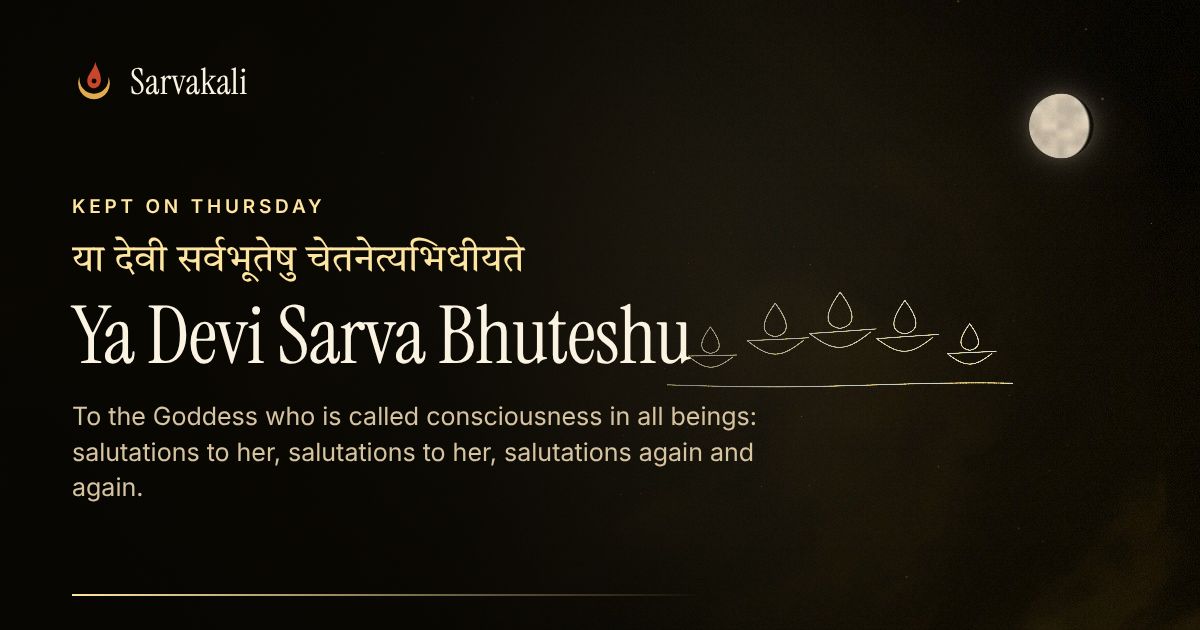 Sarvakali
KEPT ON THURSDAY
या देवी सर्वभूतेषु चेतनेत्यभिधीयते
Ya Devi Sarva Bhuteshu
To the Goddess who is called consciousness in all beings:
salutations to her, salutations to her, salutations again and
again.